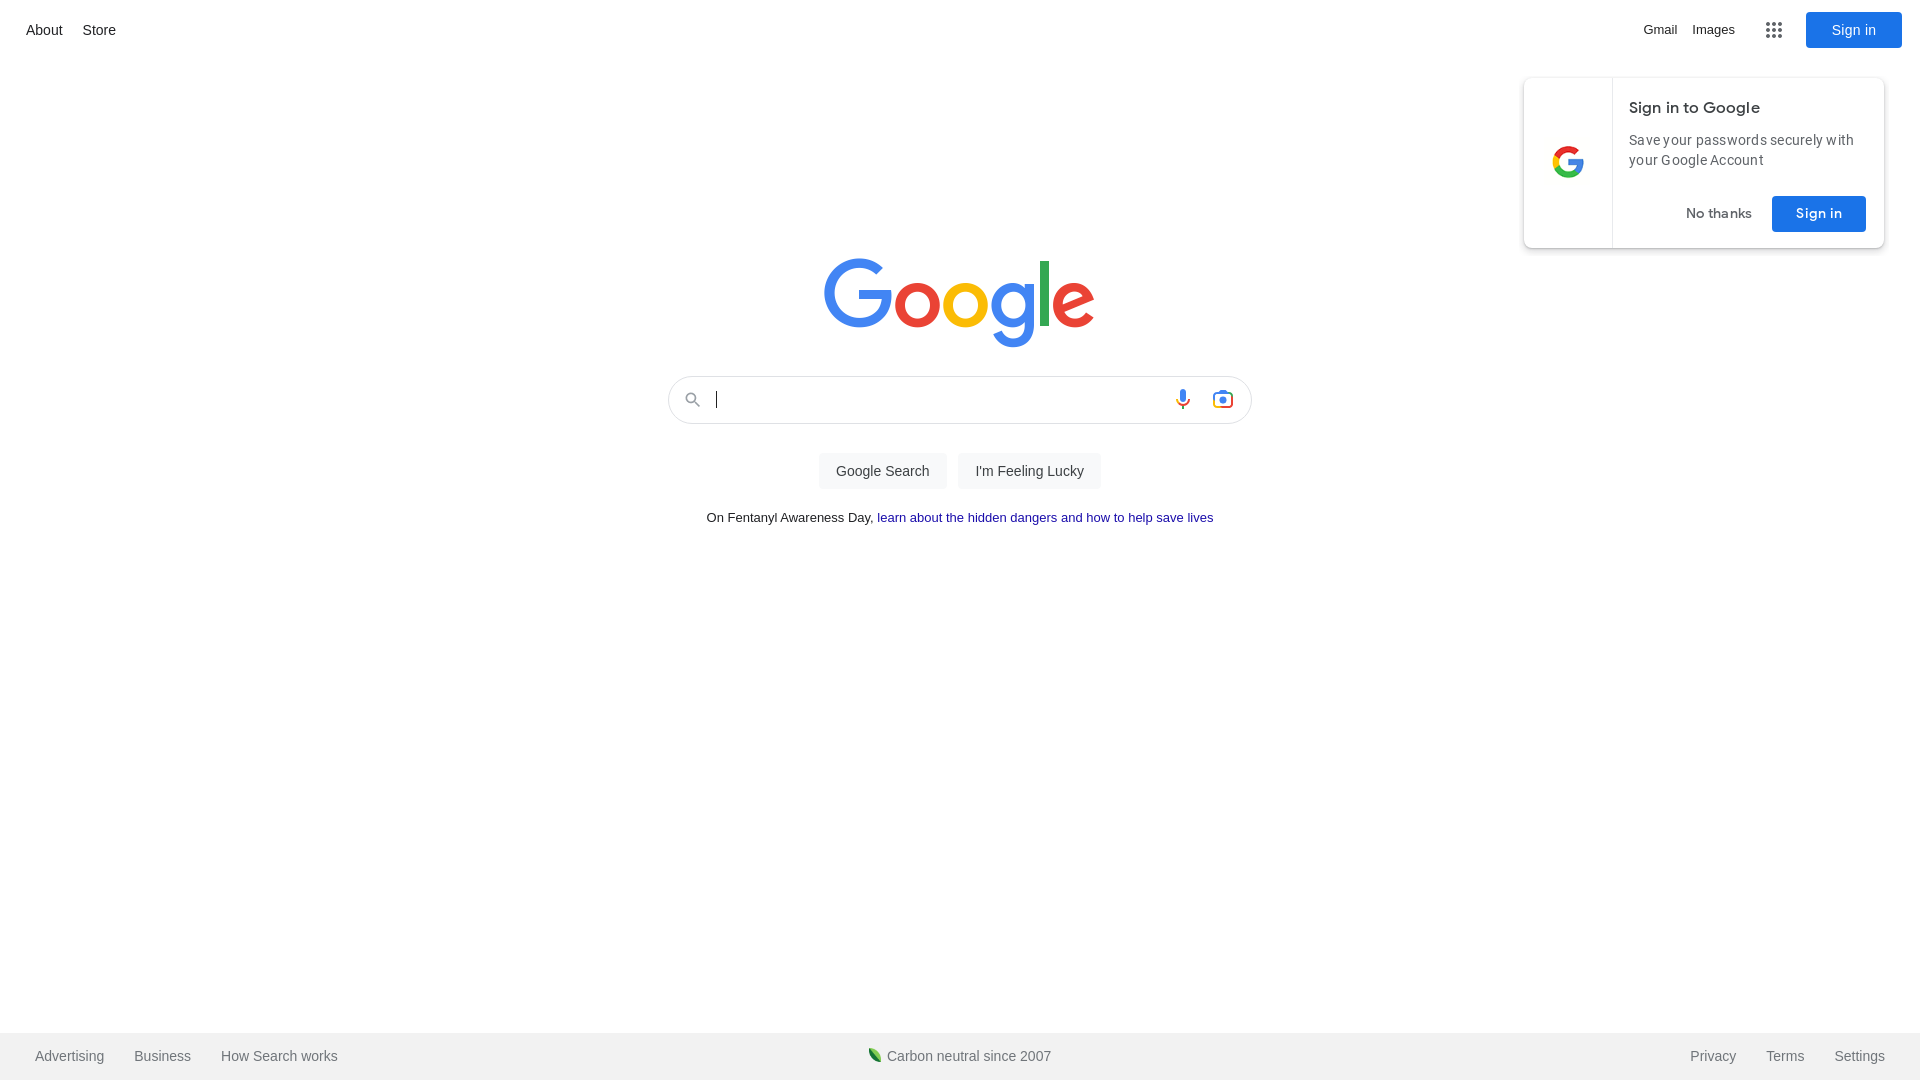 About Store
Gmail Images Sign in
Sign in to Google
Save your passwords securely with
your Google Account
No thanks Sign in
Google
Google Search I'm Feeling Lucky
On Fentanyl Awareness Day, learn about the hidden dangers and how to help save lives
Advertising Business How Search works
Carbon neutral since 2007
Privacy Terms Settings